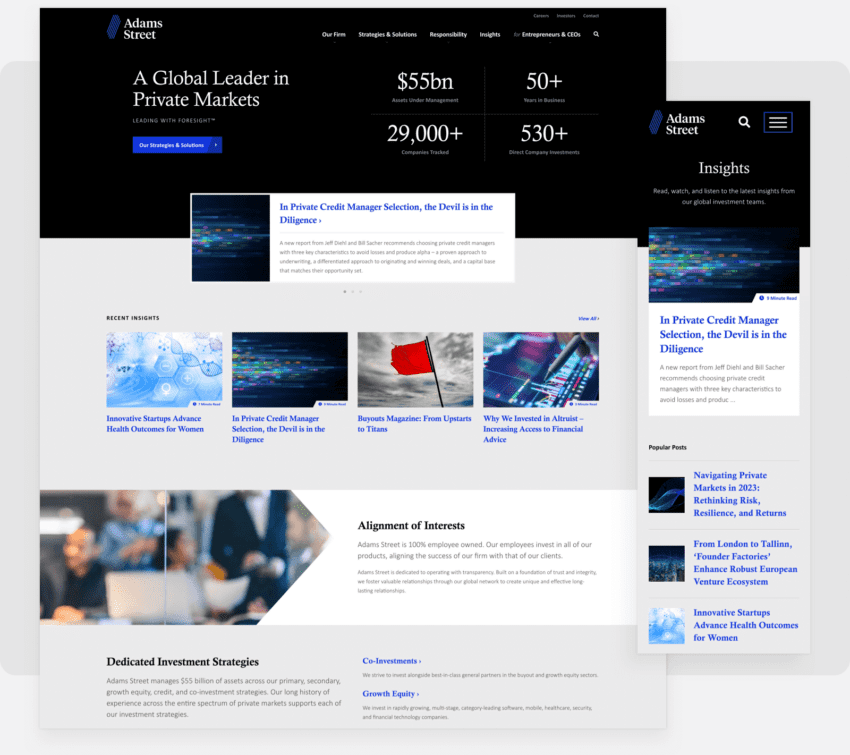 Careers Investors Contact
Adams
Street
Our Firm Strategies & Solutions Responsibility Insights for Entrepreneurs & CEOs
A Global Leader in
Private Markets
LEADING WITH FORESIGHT™
Our Strategies & Solutions ›
$55bn
Assets Under Management
50+
Years in Business
29,000+
Companies Tracked
530+
Direct Company Investments
In Private Credit Manager Selection, the Devil is in the
Diligence ›
A new report from Jeff Diehl and Bill Sacher recommends choosing private credit managers
with three key characteristics to avoid losses and produce alpha – a proven approach to
underwriting, a differentiated approach to originating and winning deals, and a capital base
that matches their opportunity set.
RECENT INSIGHTS
View All ›
7 Minute Read
Innovative Startups Advance
Health Outcomes for Women
9 Minute Read
In Private Credit Manager
Selection, the Devil is in the
Diligence
Buyouts Magazine: From Upstarts
to Titans
Minute Read
Why We Invested in Altruist –
Increasing Access to Financial
Advice
Alignment of Interests
Adams Street is 100% employee owned. Our employees invest in all of our
products, aligning the success of our firm with that of our clients.
Adams Street is dedicated to operating with transparency. Built on a foundation of trust and integrity,
we foster valuable relationships through our global network to create unique and effective long-
lasting relationships.
Dedicated Investment Strategies
Adams Street manages $55 billion of assets across our primary, secondary,
growth equity, credit, and co-investment strategies. Our long history of
experience across the entire spectrum of private markets supports each of
our investment strategies.
Co-Investments ›
We strive to invest alongside best-in-class general partners in the buyout and growth equity sectors.
Growth Equity ›
We invest in rapidly growing, multi-stage, category-leading software, mobile, healthcare, security,
and financial technology companies.
Adams
Street
Insights
Read, watch, and listen to the latest insights from
our global investment teams.
9 Minute Read
In Private Credit Manager
Selection, the Devil is in the
Diligence
A new report from Jeff Diehl and Bill Sacher
recommends choosing private credit
managers with three key characteristics to
avoid losses and produc ...
Popular Posts
Navigating Private
Markets in 2023:
Rethinking Risk,
Resilience, and Returns
From London to Tallinn,
‘Founder Factories’
Enhance Robust European
Venture Ecosystem
Innovative Startups
Advance Health Outcomes
for Women